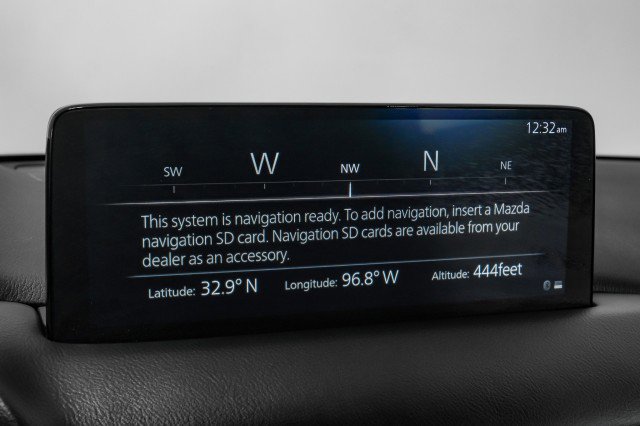 12:32am
SW W NW N NE
This system is navigation ready. To add navigation, insert a Mazda
navigation SD card. Navigation SD cards are available from your
dealer as an accessory.
Latitude: 32.9° N Longitude: 96.8° W Altitude: 444feet